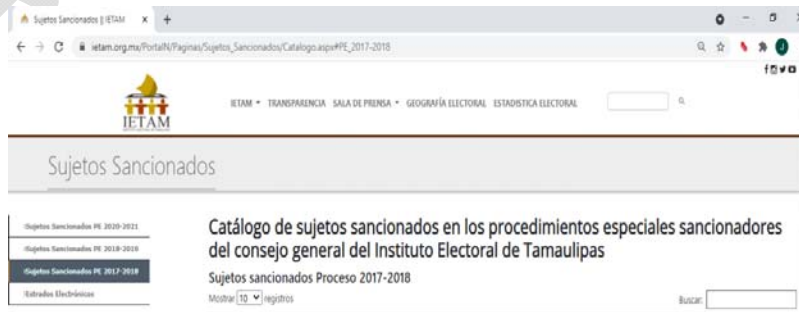 Sujetos Sancionados || IETAM
ietam.org.mx/PortalN/Paginas/Sujetos_Sancionados/Catalogo.aspx#PE_2017-2018
IETAM
IETAM TRANSPARENCIA SALA DE PRENSA GEOGRAFÍA ELECTORAL ESTADISTICA ELECTORAL
Sujetos Sancionados
Sujetos Sancionados PE 2020-2021
Sujetos Sancionados PE 2018-2019
Sujetos Sancionados PE 2017-2018
Estrados Electrónicos
Catálogo de sujetos sancionados en los procedimientos especiales sancionadores
del consejo general del Instituto Electoral de Tamaulipas
Sujetos sancionados Proceso 2017-2018
Mostrar 10 registros
Buscar: